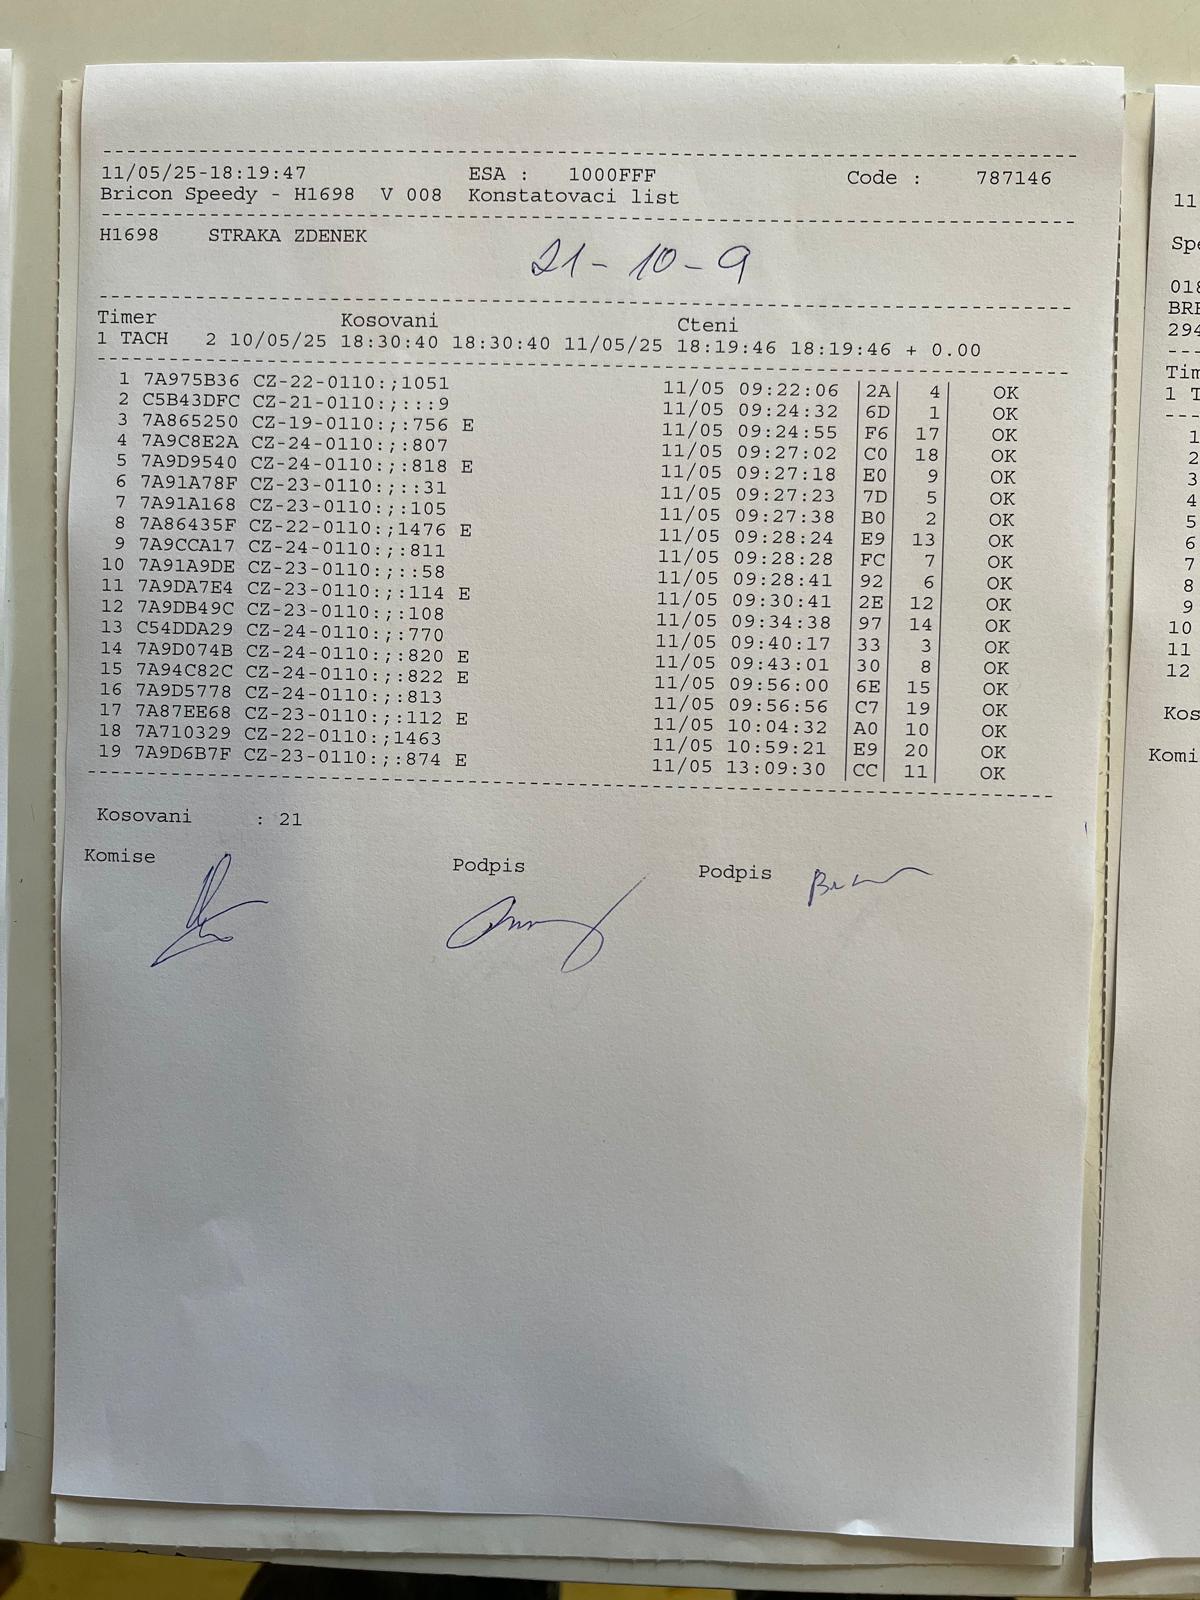 11/05/25-18:19:47 ESA : 1000FFF Code : 787146
Bricon Speedy - H1698 V 008 Konstatovaci list
H1698 STRAKA ZDENEK
21-10-9
Timer Kosovani Cteni
1 TACH 2 10/05/25 18:30:40 18:30:40 11/05/25 18:19:46 18:19:46 + 0.00
1 7A975B36 CZ-22-0110:;1051 11/05 09:22:06 |2A| 4| OK
2 C5B43DFC CZ-21-0110:;:::9 11/05 09:24:32 |6D| 1| OK
3 7A865250 CZ-19-0110:;:756 E 11/05 09:24:55 |F6| 17| OK
4 7A9C8E2A CZ-24-0110:;:807 11/05 09:27:02 |C0| 18| OK
5 7A9D9540 CZ-24-0110:;:818 E 11/05 09:27:18 |E0| 9| OK
6 7A91A78F CZ-23-0110:;::31 11/05 09:27:23 |7D| 5| OK
7 7A91A168 CZ-23-0110:;:105 11/05 09:27:38 |B0| 2| OK
8 7A86435F CZ-22-0110:;1476 E 11/05 09:28:24 |E9| 13| OK
9 7A9CCA17 CZ-24-0110:;:811 11/05 09:28:28 |FC| 7| OK
10 7A91A9DE CZ-23-0110:;::58 11/05 09:28:41 |92| 6| OK
11 7A9DA7E4 CZ-23-0110:;:114 E 11/05 09:30:41 |2E| 12| OK
12 7A9DB49C CZ-23-0110:;:108 11/05 09:34:38 |97| 14| OK
13 C54DDA29 CZ-24-0110:;:770 11/05 09:40:17 |33| 3| OK
14 7A9D074B CZ-24-0110:;:820 E 11/05 09:43:01 |30| 8| OK
15 7A94C82C CZ-24-0110:;:822 E 11/05 09:56:00 |6E| 15| OK
16 7A9D5778 CZ-24-0110:;:813 11/05 09:56:56 |C7| 19| OK
17 7A87EE68 CZ-23-0110:;:112 E 11/05 10:04:32 |A0| 10| OK
18 7A710329 CZ-22-0110:;1463 11/05 10:59:21 |E9| 20| OK
19 7A9D6B7F CZ-23-0110:;:874 E 11/05 13:09:30 |CC| 11| OK
Kosovani : 21
Komise Podpis Podpis
11
018
294
1
1
2
3
4
5
6
7
8
9
10
11
12